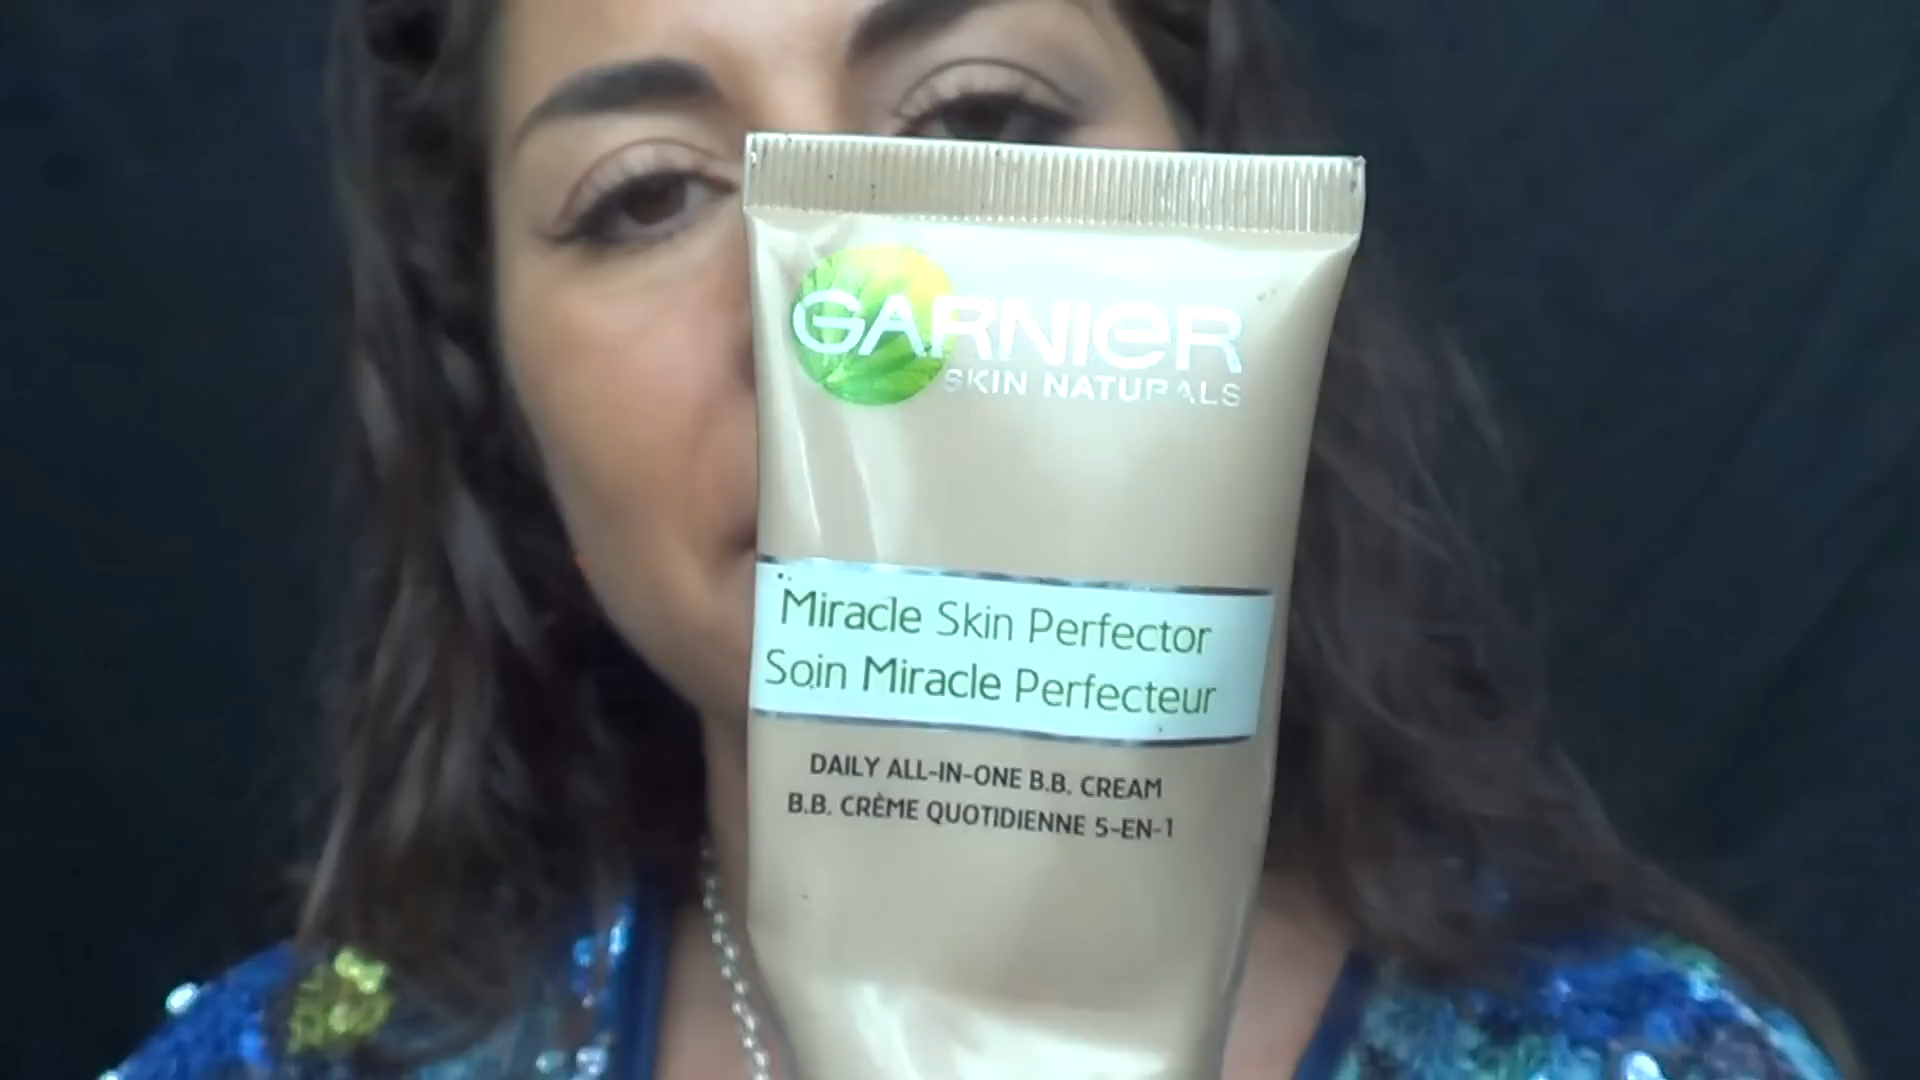 GARNIER
SKIN NATURALS
Miracle Skin Perfector
Soin Miracle Perfecteur
DAILY ALL-IN-ONE B.B. CREAM
B.B. CRÈME QUOTIDIENNE 5-EN-1